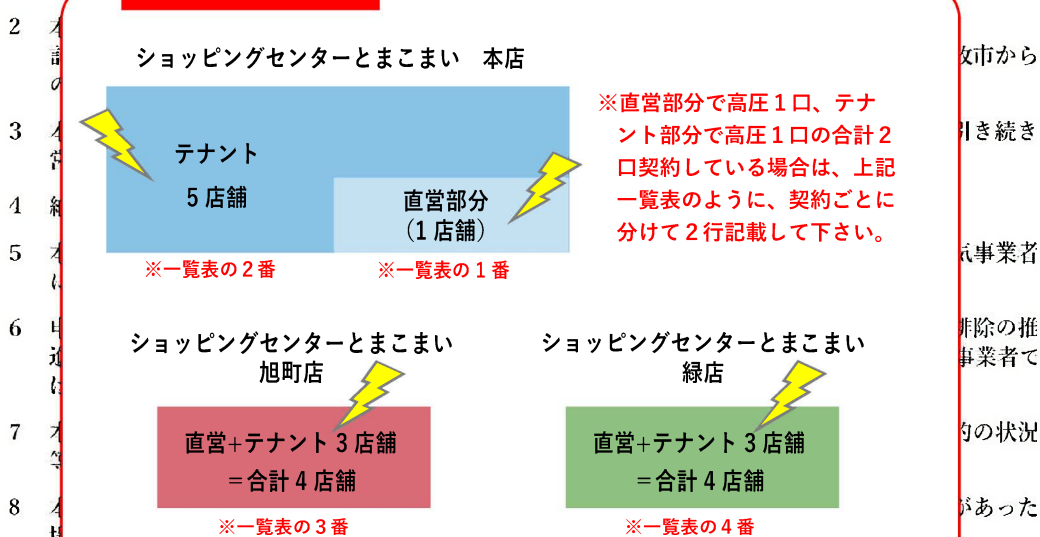 2
ショッピングセンターとまこまい　本店
市から
※直営部分で高圧１口、テナ
ント部分で高圧１口の合計２
口契約している場合は、上記
一覧表のように、契約ごとに
分けて２行記載して下さい。
3
引き続き
テナント
5 店舗
直営部分
（1 店舗）
4
5
事業者
※一覧表の２番
※一覧表の１番
6
排除の推
事業者で
ショッピングセンターとまこまい
旭町店
ショッピングセンターとまこまい
緑店
7
的の状況
直営+テナント 3 店舗
＝合計 4 店舗
直営+テナント 3 店舗
＝合計 4 店舗
8
があった
※一覧表の３番
※一覧表の４番